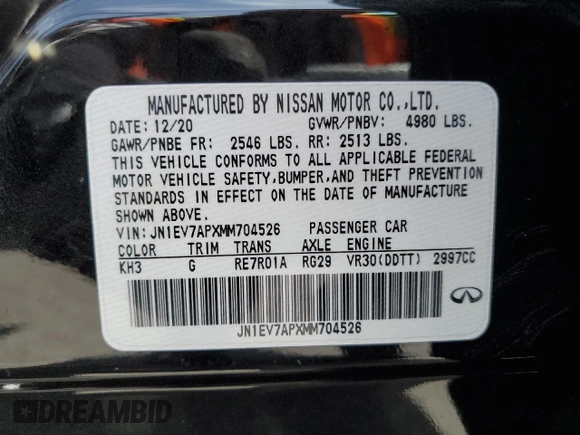 MANUFACTURED BY NISSAN MOTOR CO.,LTD.
DATE: 12/20 GVWR/PNBV: 4980 LBS.
GAWR/PNBE FR: 2546 LBS. RR: 2513 LBS.
THIS VEHICLE CONFORMS TO ALL APPLICABLE FEDERAL
MOTOR VEHICLE SAFETY,BUMPER,AND THEFT PREVENTION
STANDARDS IN EFFECT ON THE DATE OF MANUFACTURE
SHOWN ABOVE.
VIN: JN1EV7APXMM704526 PASSENGER CAR
COLOR TRIM TRANS AXLE ENGINE
KH3 G RE7R01A RG29 VR30(DDTT) 2997CC
JN1EV7APXMM704526
DREAMBID